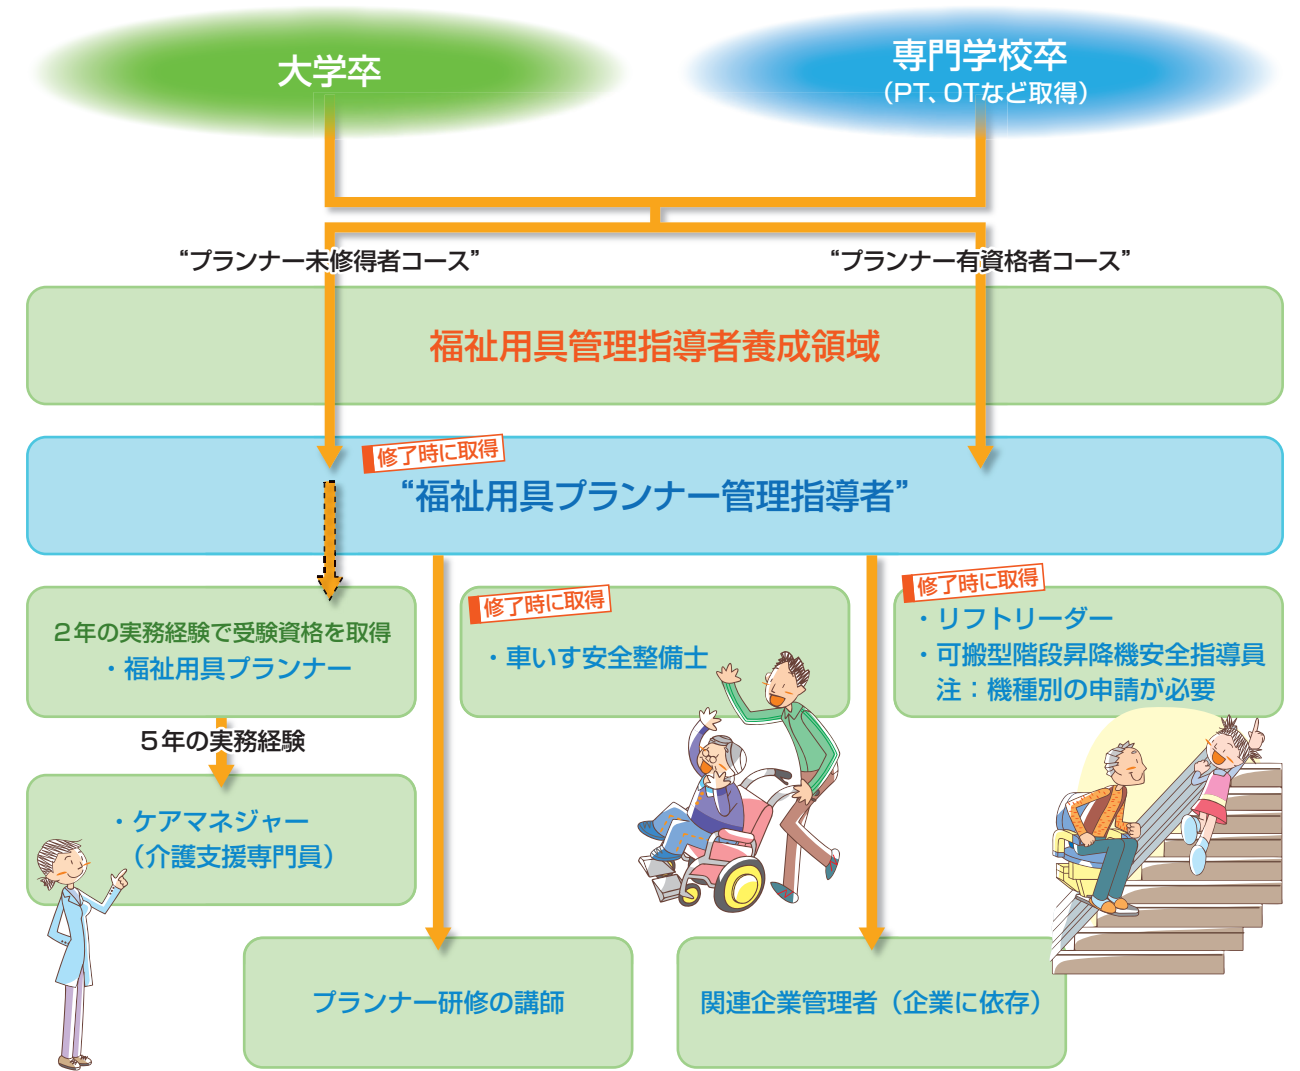 大学卒
専門学校卒
（PT、OTなど取得）
“プランナー未修得者コース”
“プランナー有資格者コース”
福祉用具管理指導者養成領域
修了時に取得
“福祉用具プランナー管理指導者”
２年の実務経験で受験資格を取得
・福祉用具プランナー
修了時に取得
・車いす安全整備士
修了時に取得
・リフトリーダー
・可搬型階段昇降機安全指導員
注：機種別の申請が必要
５年の実務経験
・ケアマネジャー
（介護支援専門員）
プランナー研修の講師
関連企業管理者（企業に依存）